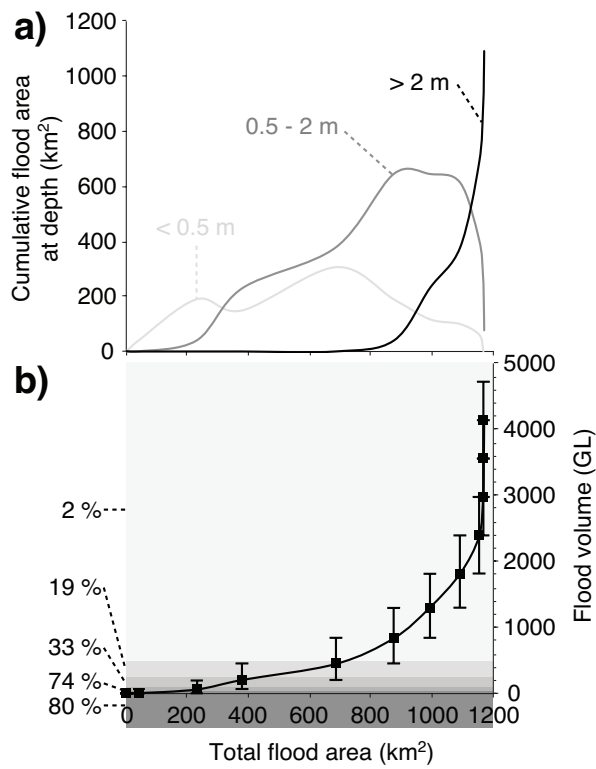 a)
1200
1000
800
600
400
200
0
Cumulative flood area
at depth (km²)
> 2 m
0.5 - 2 m
< 0.5 m
b)
5000
4000
3000
2000
1000
0
Flood volume (GL)
2 %
19 %
33 %
74 %
80 %
0 200 400 600 800 1000 1200
Total flood area (km²)